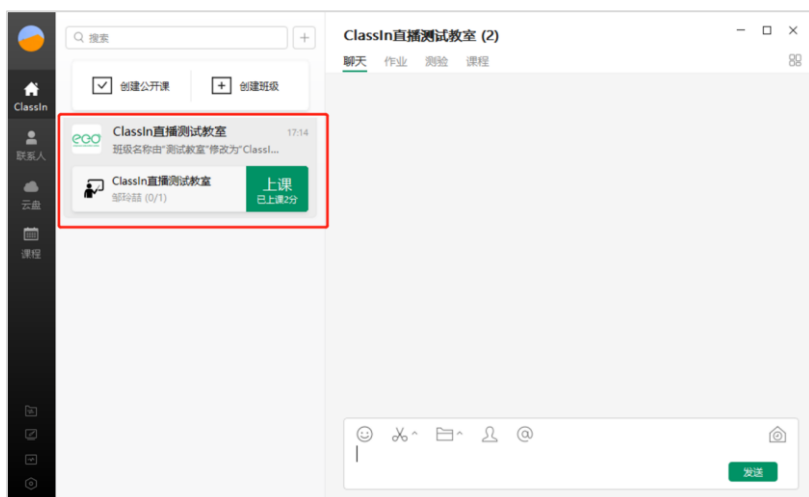 ClassIn
联系人
云盘
课程
搜索
创建公开课
创建班级
eeo
ClassIn直播测试教室
17:14
班级名称由"测试教室"修改为"ClassI...
ClassIn直播测试教室
(0/1)
上课
已上课2分
ClassIn直播测试教室 (2)
聊天
作业
测验
课程
发送